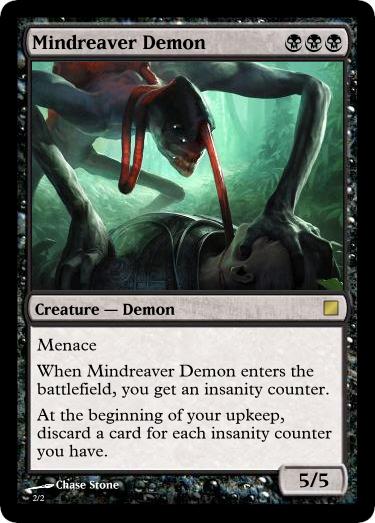 Mindreaver Demon
Creature — Demon
Menace
When Mindreaver Demon enters the
battlefield, you get an insanity counter.
At the beginning of your upkeep,
discard a card for each insanity counter
you have.
5/5
Chase Stone
2/2